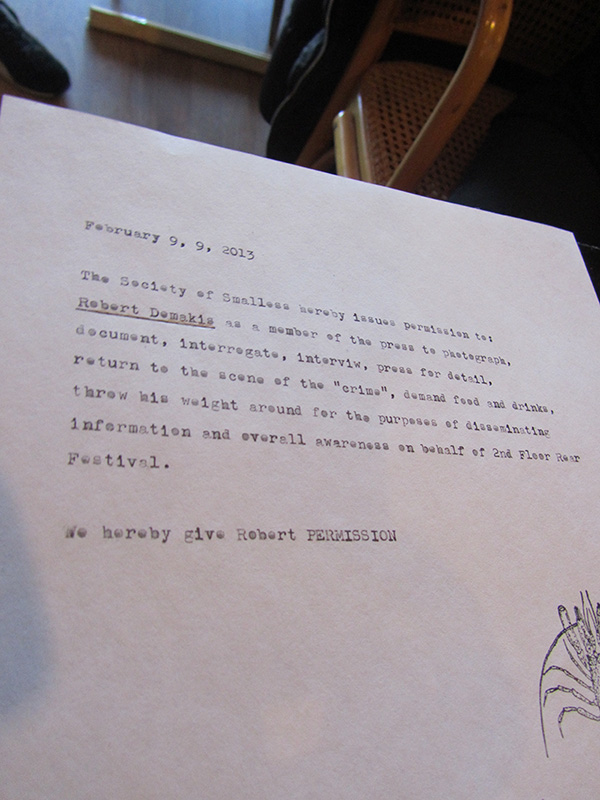 February 9, 9, 2013
The Society of Smalless hereby issues permission to:
Robert Domakis as a member of the press to photograph,
document, interrogate, interviw, press for detail,
return to the scene of the "crime", demand food and drinks,
throw his weight around for the purposes of disseminating
information and overall awareness on behalf of 2nd Floor Rear
Festival.
We hereby give Robert PERMISSION